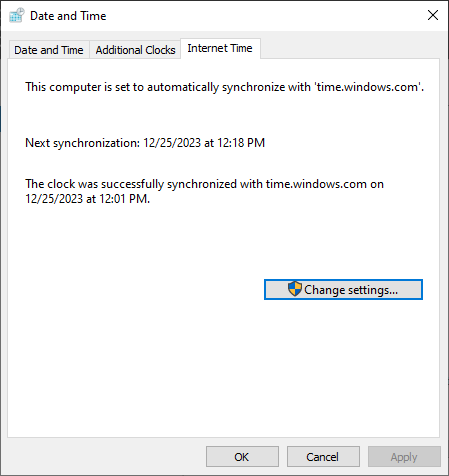 Date and Time
Date and Time Additional Clocks Internet Time
This computer is set to automatically synchronize with 'time.windows.com'.
Next synchronization: 12/25/2023 at 12:18 PM
The clock was successfully synchronized with time.windows.com on
12/25/2023 at 12:01 PM.
Change settings...
OK Cancel Apply